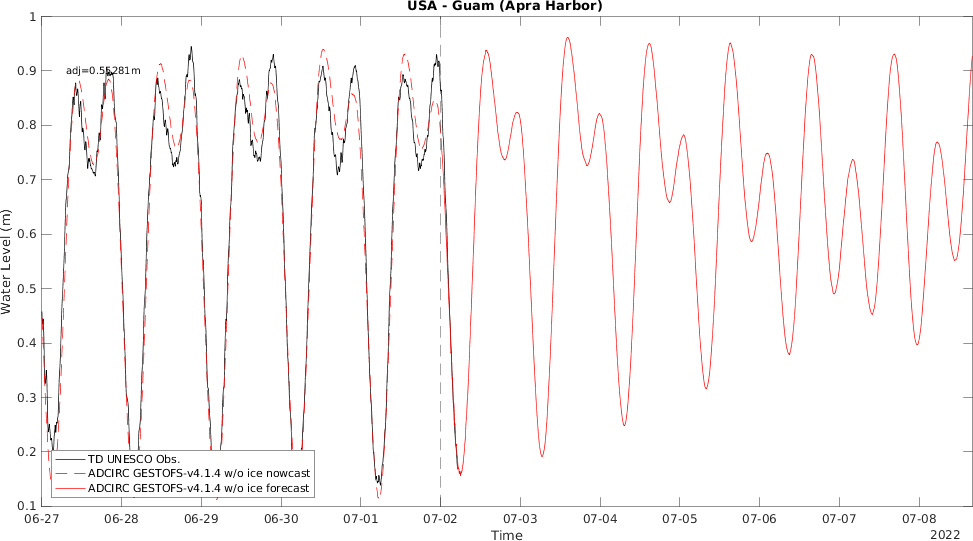 USA - Guam (Apra Harbor)
adj=0.55281m
Water Level (m)
1
0.9
0.8
0.7
0.6
0.5
0.4
0.3
0.2
0.1
TD UNESCO Obs.
ADCIRC GESTOFS-v4.1.4 w/o ice nowcast
ADCIRC GESTOFS-v4.1.4 w/o ice forecast
06-27 06-28 06-29 06-30 07-01 07-02 07-03 07-04 07-05 07-06 07-07 07-08
2022
Time